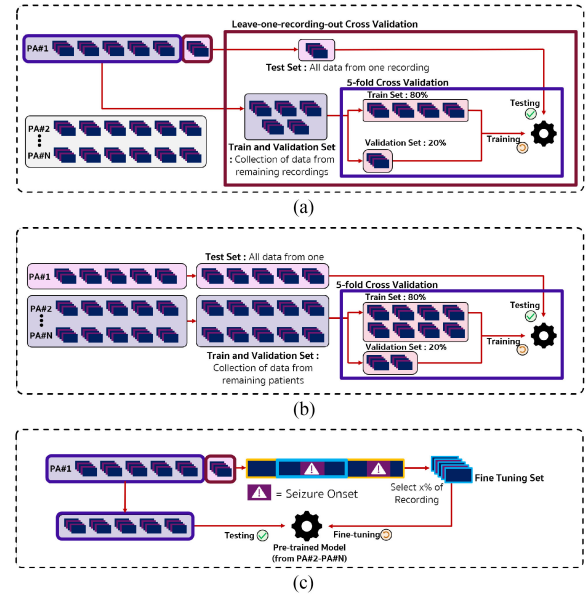 Leave-one-recording-out Cross Validation
PA#1
Test Set : All data from one recording
5-fold Cross Validation
Train Set : 80%
Testing
PA#2
PA#N
Train and Validation Set
: Collection of data from
remaining recordings
Validation Set : 20%
Training
(a)
Test Set : All data from one
PA#1
5-fold Cross Validation
Train Set : 80%
Testing
PA#2
PA#N
Validation Set : 20%
Training
Train and Validation Set :
Collection of data from
remaining patients
(b)
PA#1
Fine Tuning Set
= Seizure Onset
Select x% of
Recording
Testing
Fine-tuning
Pre-trained Model
(from PA#2-PA#N)
(c)